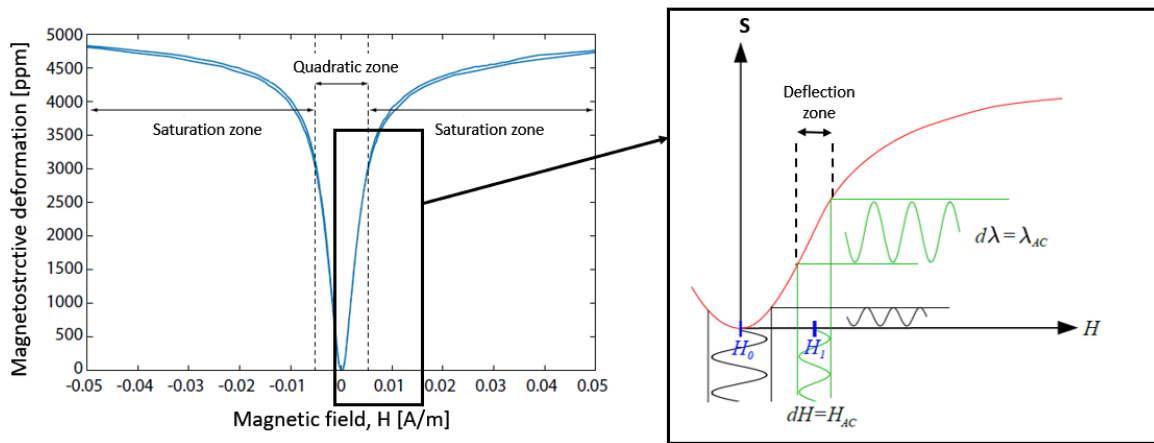 Magnetostrctive deformation [ppm]
5000
4500
4000
3500
3000
2500
2000
1500
1000
500
0
Quadratic zone
Saturation zone
Saturation zone
-0.05 -0.04 -0.03 -0.02 -0.01 0 0.01 0.02 0.03 0.04 0.05
Magnetic field, H [A/m]
S
Deflection
zone
dλ=λAC
H
H0
H1
dH=HAC